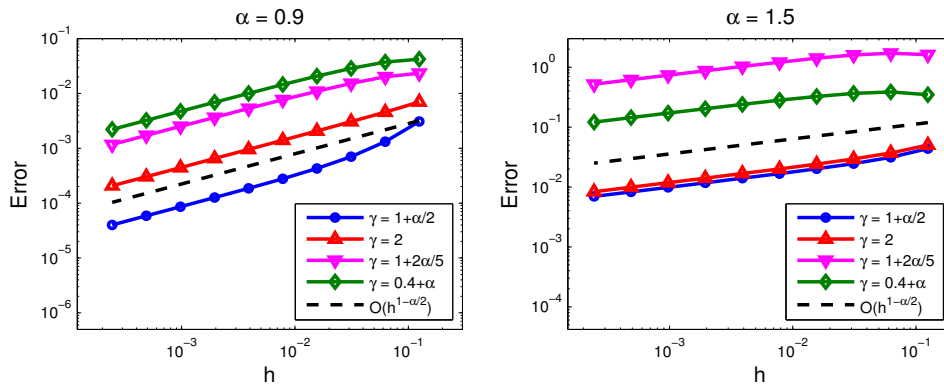 α = 0.9
10⁻¹
10⁻²
10⁻³
10⁻⁴
10⁻⁵
10⁻⁶
Error
γ = 1+α/2
γ = 2
γ = 1+2α/5
γ = 0.4+α
O(h^{1-α/2})
10⁻³
10⁻²
10⁻¹
h
α = 1.5
10⁰
10⁻¹
10⁻²
10⁻³
10⁻⁴
Error
γ = 1+α/2
γ = 2
γ = 1+2α/5
γ = 0.4+α
O(h^{1-α/2})
10⁻³
10⁻²
10⁻¹
h